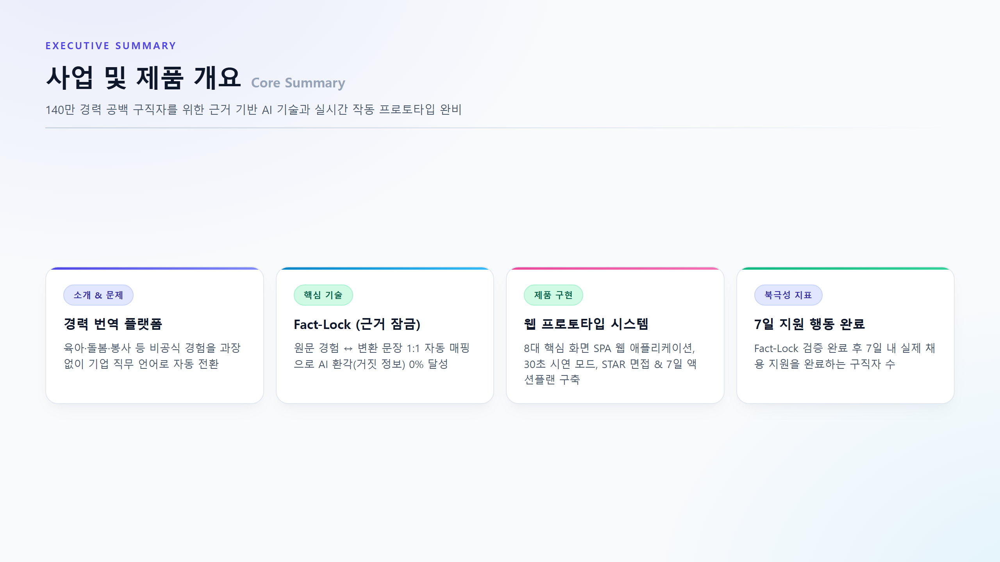 EXECUTIVE SUMMARY
사업 및 제품 개요 Core Summary
140만 경력 공백 구직자를 위한 근거 기반 AI 기술과 실시간 작동 프로토타입 완비
소개 & 문제
경력 번역 플랫폼
육아·돌봄·봉사 등 비공식 경험을 과장
없이 기업 직무 언어로 자동 전환
핵심 기술
Fact-Lock (근거 잠금)
원문 경험 ↔ 변환 문장 1:1 자동 매핑
으로 AI 환각(거짓 정보) 0% 달성
제품 구현
웹 프로토타입 시스템
8대 핵심 화면 SPA 웹 애플리케이션,
30초 시연 모드, STAR 면접 & 7일 액
션플랜 구축
북극성 지표
7일 지원 행동 완료
Fact-Lock 검증 완료 후 7일 내 실제 채
용 지원을 완료하는 구직자 수